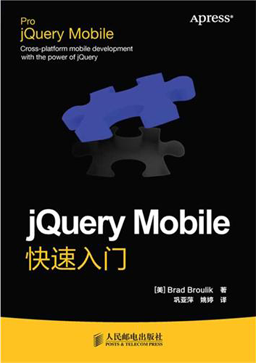 Pro
Apress®
jQuery Mobile
Cross-platform mobile development
with the power of jQuery
jQuery Mobile
快速入门
[美] Brad Broulik 著
巩亚萍 姚婷 译
人民邮电出版社
POSTS & TELECOM PRESS